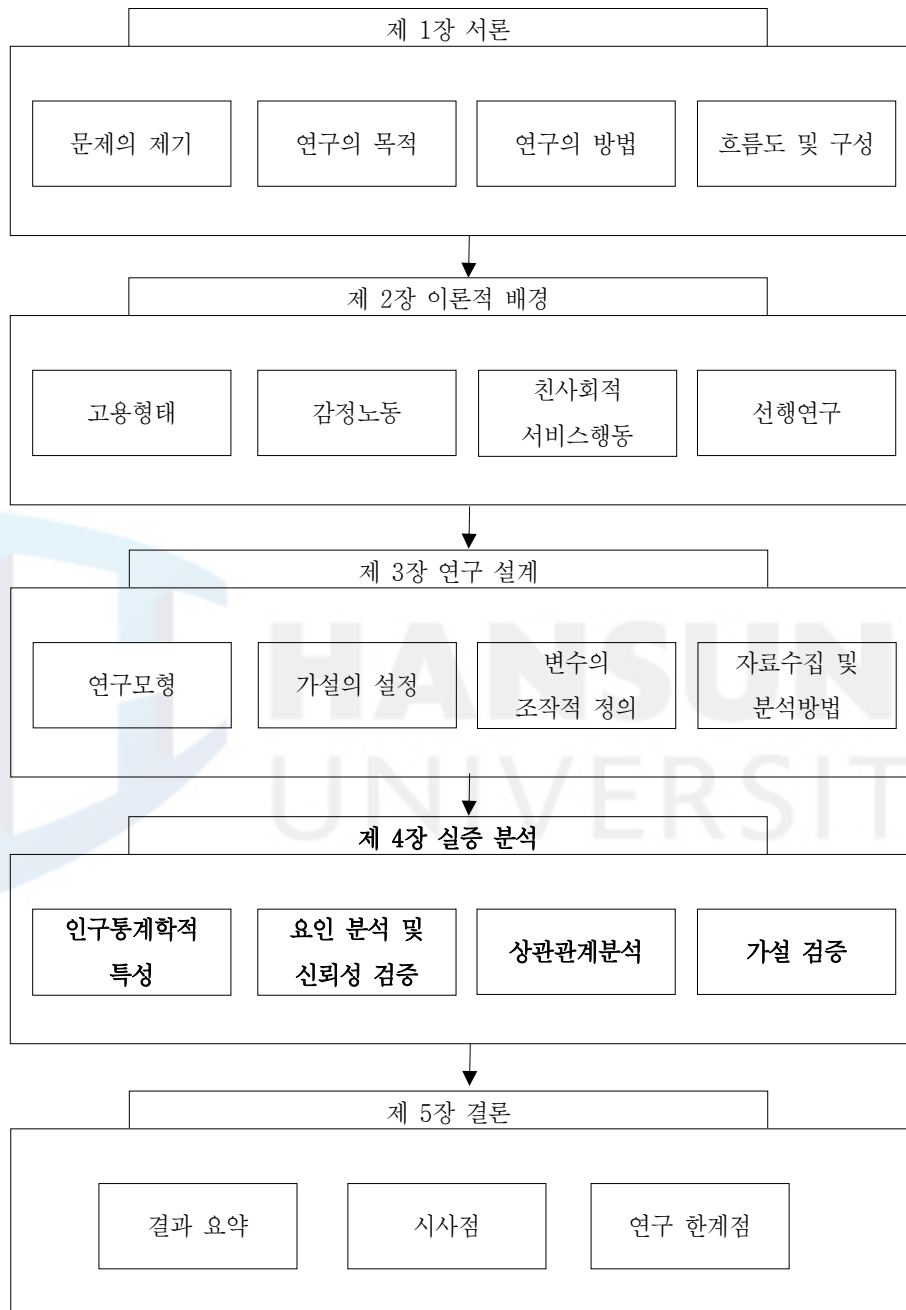 제 1장 서론
문제의 제기
연구의 목적
연구의 방법
흐름도 및 구성
제 2장 이론적 배경
고용형태
감정노동
친사회적
서비스행동
선행연구
제 3장 연구 설계
연구모형
가설의 설정
변수의
조작적 정의
자료수집 및
분석방법
HANSUN
UNIVERSIT
제 4장 실증 분석
인구통계학적
특성
요인 분석 및
신뢰성 검증
상관관계분석
가설 검증
제 5장 결론
결과 요약
시사점
연구 한계점